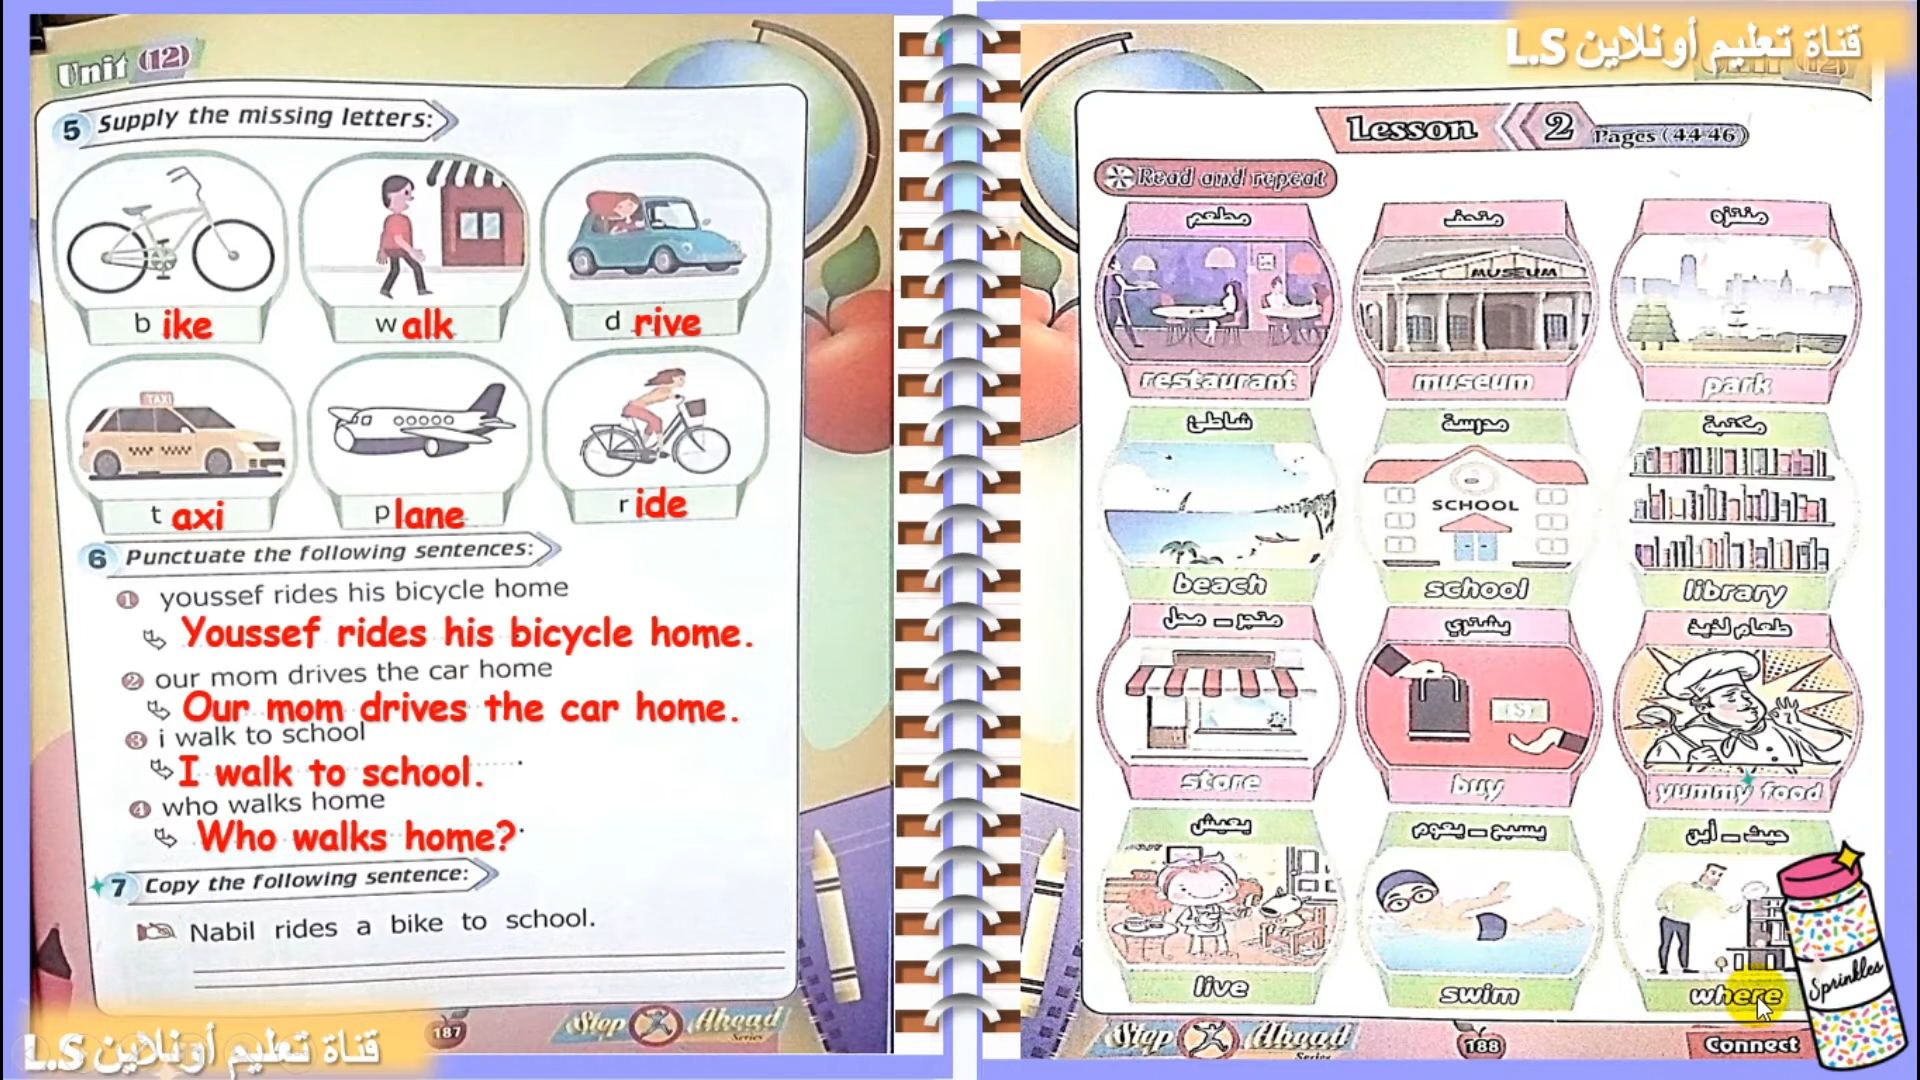 Unit (12)
5 Supply the missing letters:
b ike
w alk
d rive
TAXI
t axi
p lane
r ide
6 Punctuate the following sentences:
1 youssef rides his bicycle home
Youssef rides his bicycle home.
2 our mom drives the car home
Our mom drives the car home.
3 i walk to school
I walk to school.
4 who walks home
Who walks home?
7 Copy the following sentence:
Nabil rides a bike to school.
قناة تعليم أونلاين L.S
187
Step Ahead
Series
قناة تعليم أونلاين L.S
Lesson 2 Pages (44-46)
Read and repeat
مطعم
restaurant
متحف
MUSEUM
museum
منتزه
park
شاطئ
beach
مدرسة
SCHOOL
school
مكتبة
library
متجر - محل
store
يشتري
buy
طعام لذيذ
yummy food
يعيش
live
يسبح - يعوم
swim
حيث - أين
where
Sprinkles
Step Ahead
Series
188
Connect